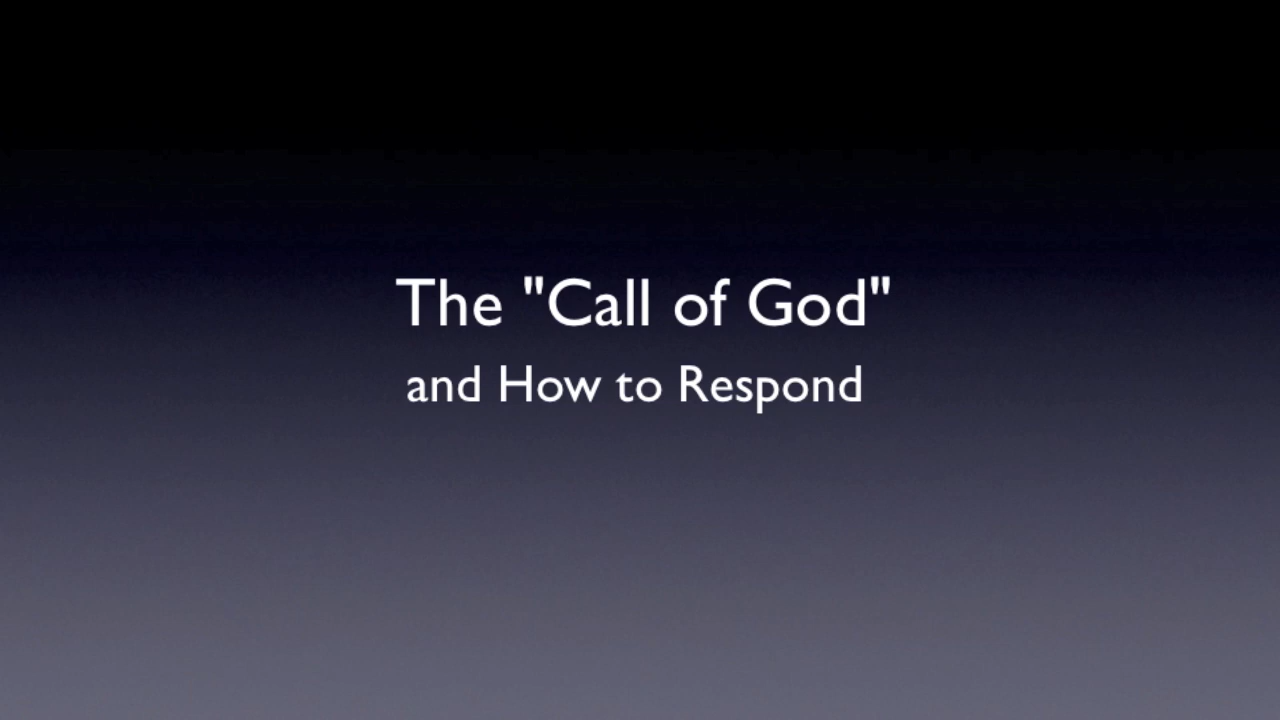 The "Call of God"
and How to Respond